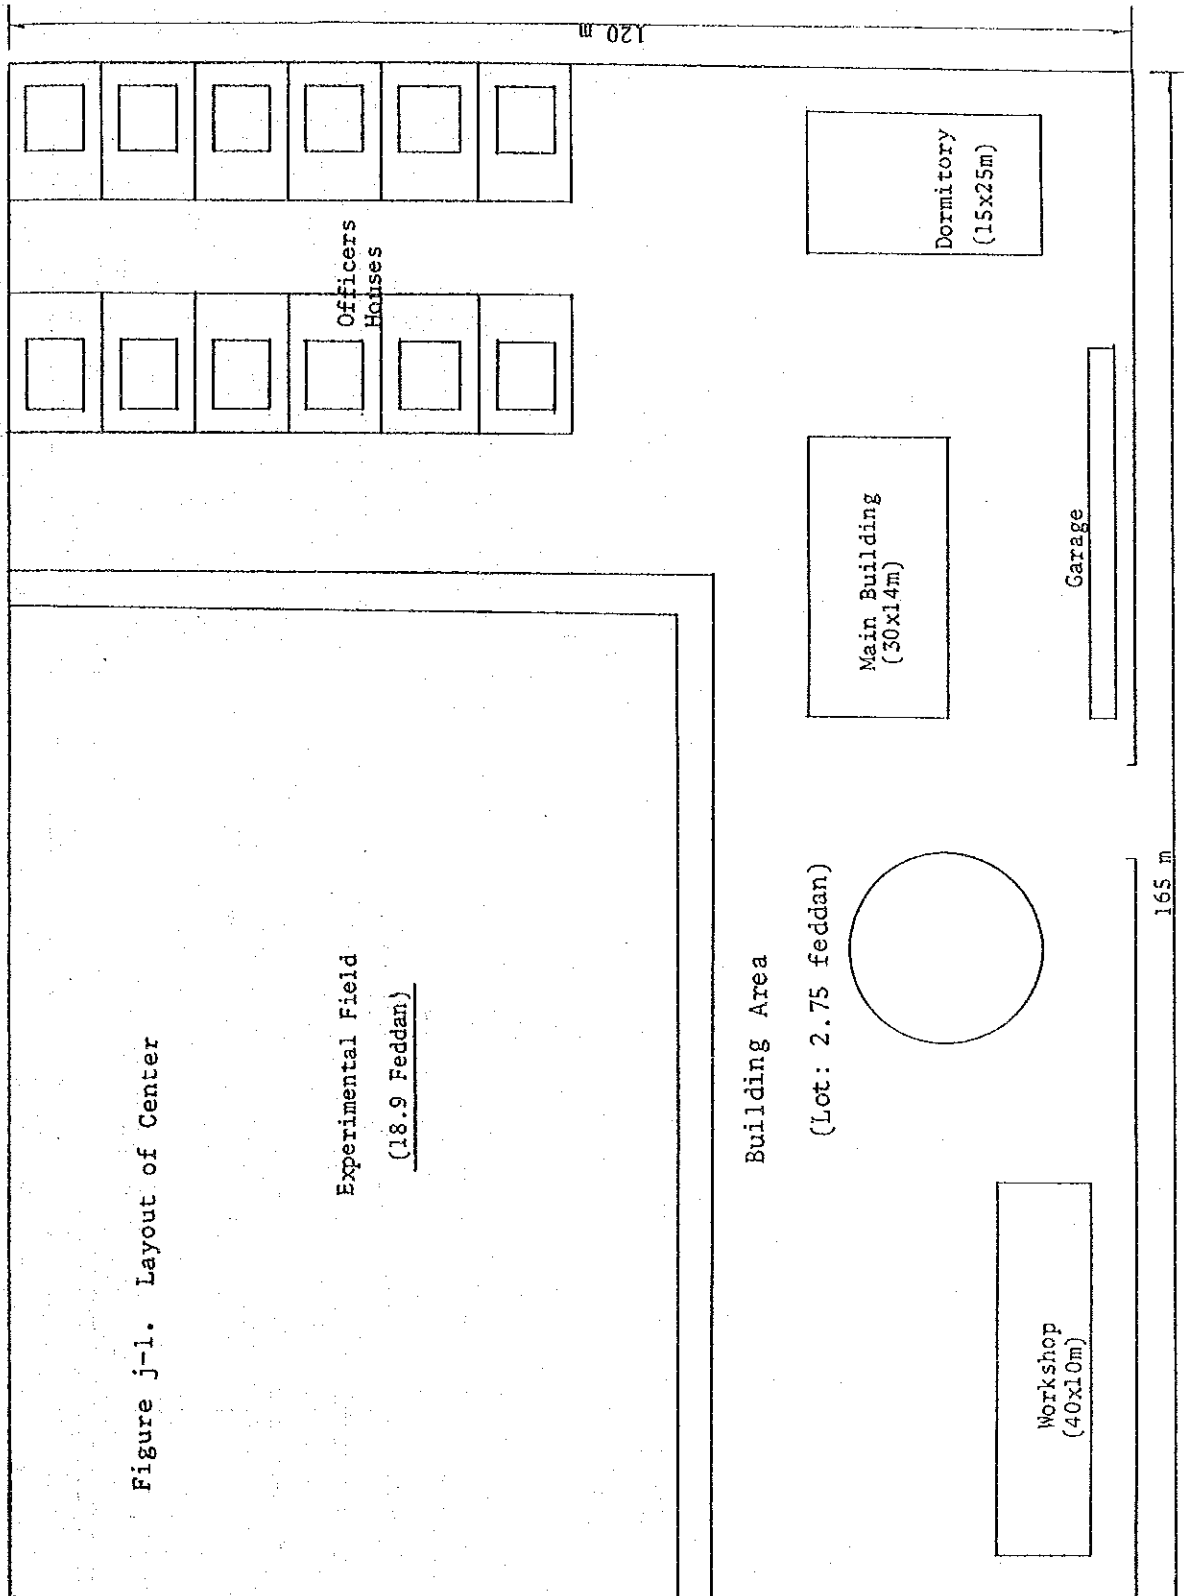 Figure j-1. Layout of Center
120 m
Officers
Houses
Experimental Field
(18.9 Feddan)
Building Area
(Lot: 2.75 feddan)
Main Building
(30x14m)
Dormitory
(15x25m)
Garage
Workshop
(40x10m)
165 m